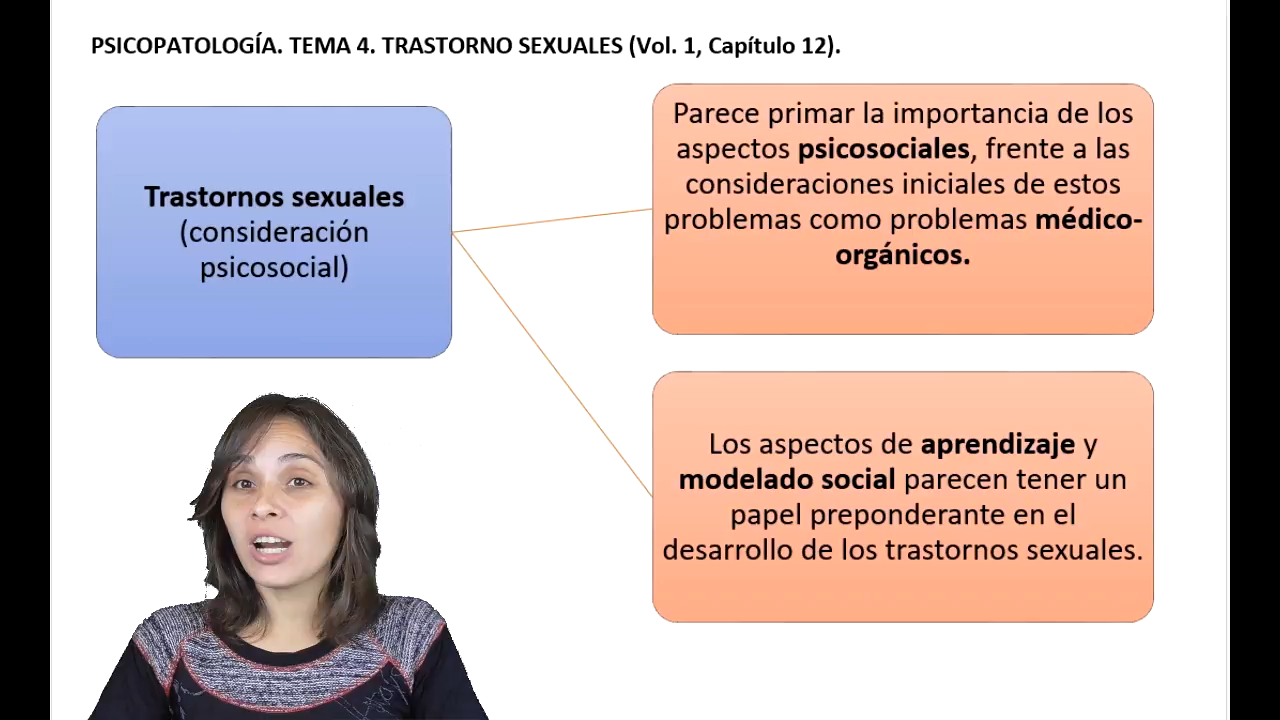 PSICOPATOLOGÍA. TEMA 4. TRASTORNO SEXUALES (Vol. 1, Capítulo 12).
Trastornos sexuales
(consideración
psicosocial)
Parece primar la importancia de los
aspectos psicosociales, frente a las
consideraciones iniciales de estos
problemas como problemas médico-
orgánicos.
Los aspectos de aprendizaje y
modelado social parecen tener un
papel preponderante en el
desarrollo de los trastornos sexuales.